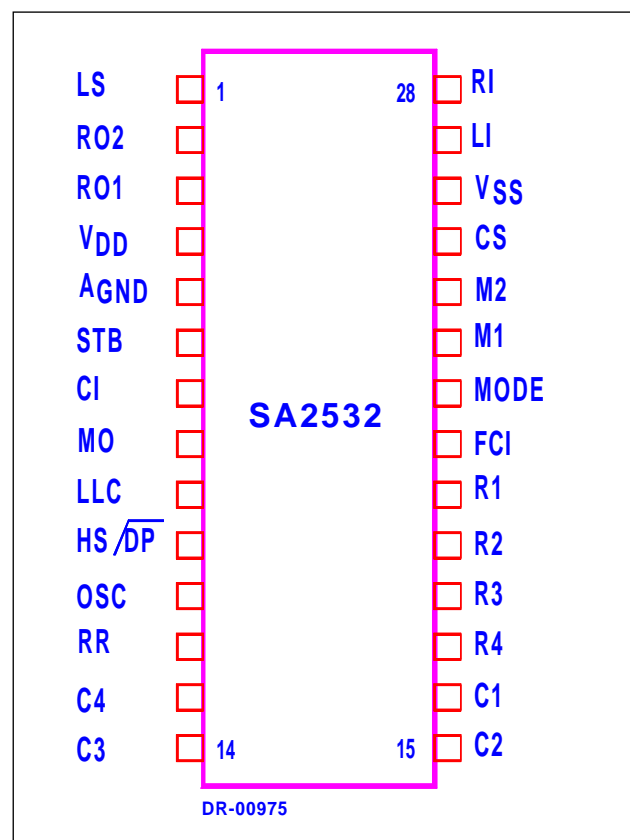 LS 1 28 RI
RO2 LI
RO1 VSS
VDD CS
AGND M2
STB M1
CI MODE
SA2532
MO FCI
LLC R1
HS/DP R2
OSC R3
RR R4
C4 C1
C3 14 15 C2
DR-00975